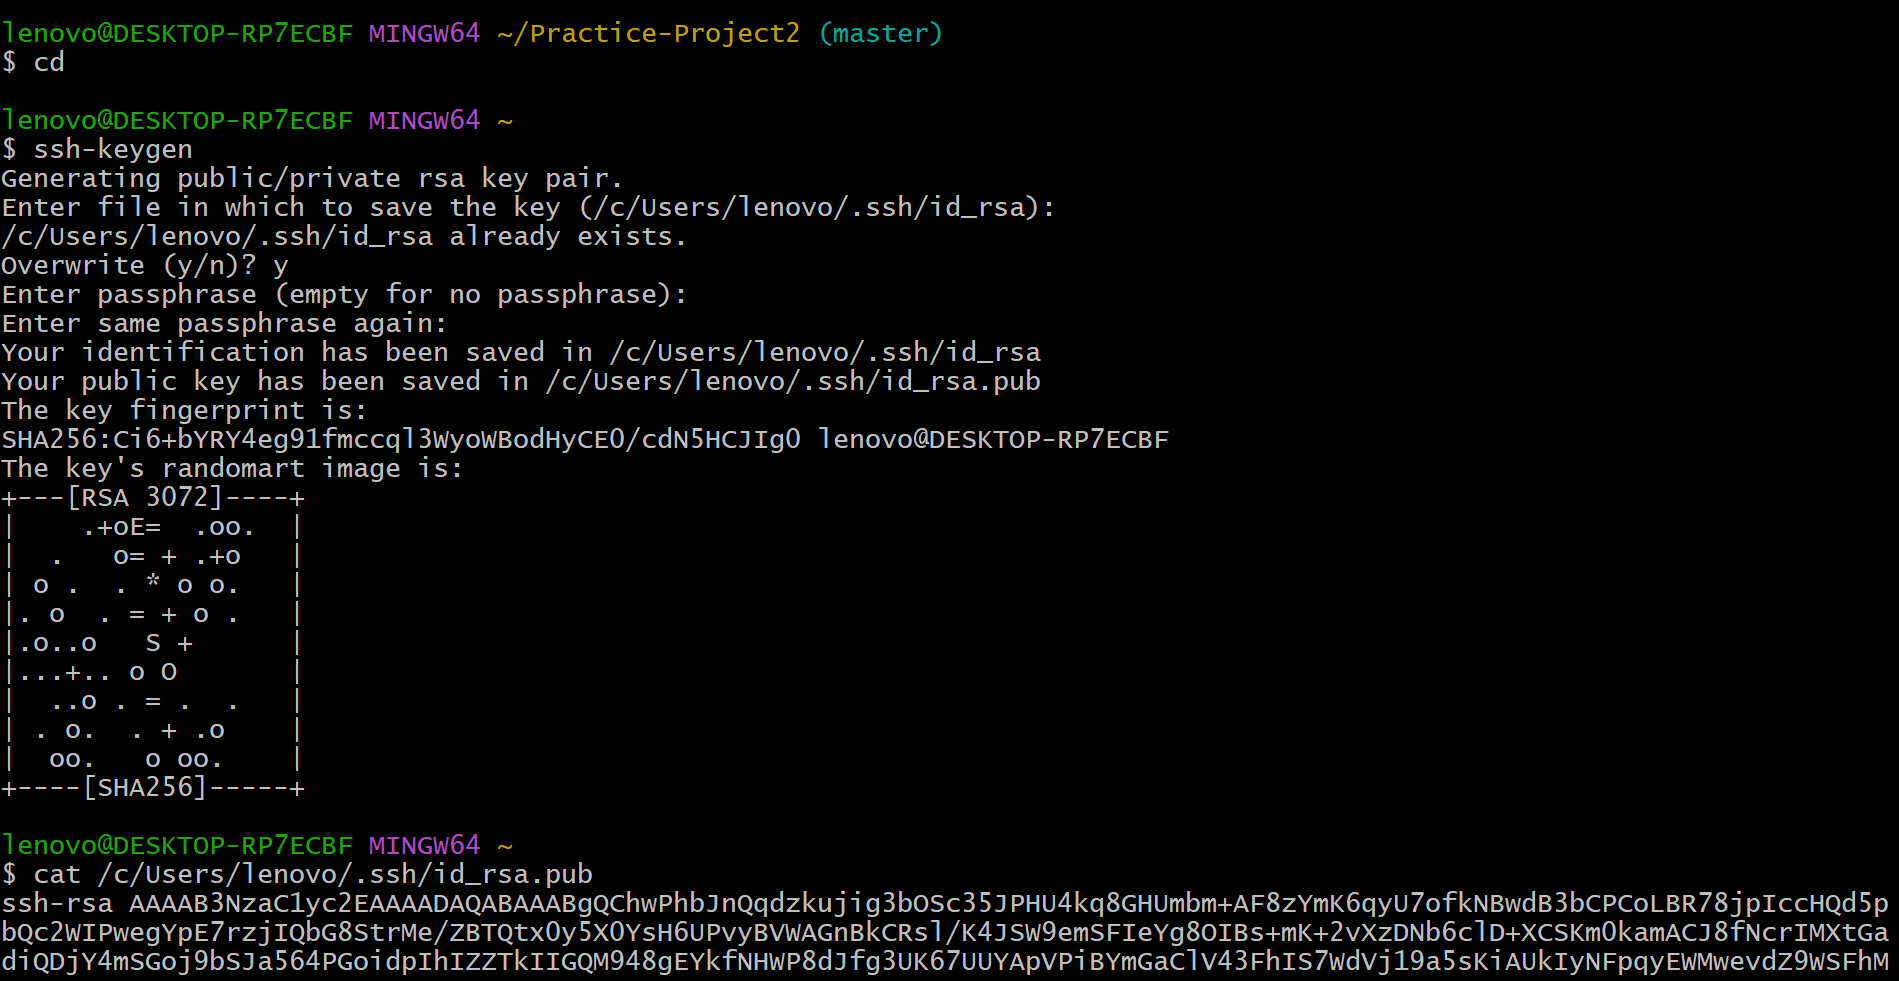 lenovo@DESKTOP-RP7ECBF MINGW64 ~/Practice-Project2 (master)
$ cd
lenovo@DESKTOP-RP7ECBF MINGW64 ~
$ ssh-keygen
Generating public/private rsa key pair.
Enter file in which to save the key (/c/Users/lenovo/.ssh/id_rsa):
/c/Users/lenovo/.ssh/id_rsa already exists.
Overwrite (y/n)? y
Enter passphrase (empty for no passphrase):
Enter same passphrase again:
Your identification has been saved in /c/Users/lenovo/.ssh/id_rsa
Your public key has been saved in /c/Users/lenovo/.ssh/id_rsa.pub
The key fingerprint is:
SHA256:Ci6+bYRY4eg91fmccql3WyoWBodHyCE0/cdN5HCJIg0 lenovo@DESKTOP-RP7ECBF
The key's randomart image is:
+---[RSA 3072]----+
|    .+oE=  .oo.  |
|  .   o= + .+o   |
| o .  . * o o.   |
|. o  . = + o .   |
|.o..o   S +      |
|...+.. o O       |
|  ..o . = .  .   |
| . o.  . + .o    |
|  oo.   o oo.    |
+----[SHA256]-----+
lenovo@DESKTOP-RP7ECBF MINGW64 ~
$ cat /c/Users/lenovo/.ssh/id_rsa.pub
ssh-rsa AAAAB3NzaC1yc2EAAAADAQABAAABgQChwPhbJnQqdzkujig3bOSc35JPHU4kq8GHUmbm+AF8zYmK6qyU7ofkNBwdB3bCPCoLBR78jpIccHQd5p
bQc2WIPwegYpE7rzjIQbG8StrMe/ZBTQtx0y5X0YsH6UPvyBVWAGnBkCRsl/K4JSW9emSFIeYg8OIBs+mK+2vXzDNb6clD+XCSKm0kamACJ8fNcrIMXtGa
diQDjY4mSGoj9bSJa564PGoidpIhIZZTkIIGQM948gEYkfNHWP8dJfg3UK67UUYApVPiBYmGaClV43FhIS7WdVj19a5sKiAUkIyNFpqyEWMwevdZ9WSFhM